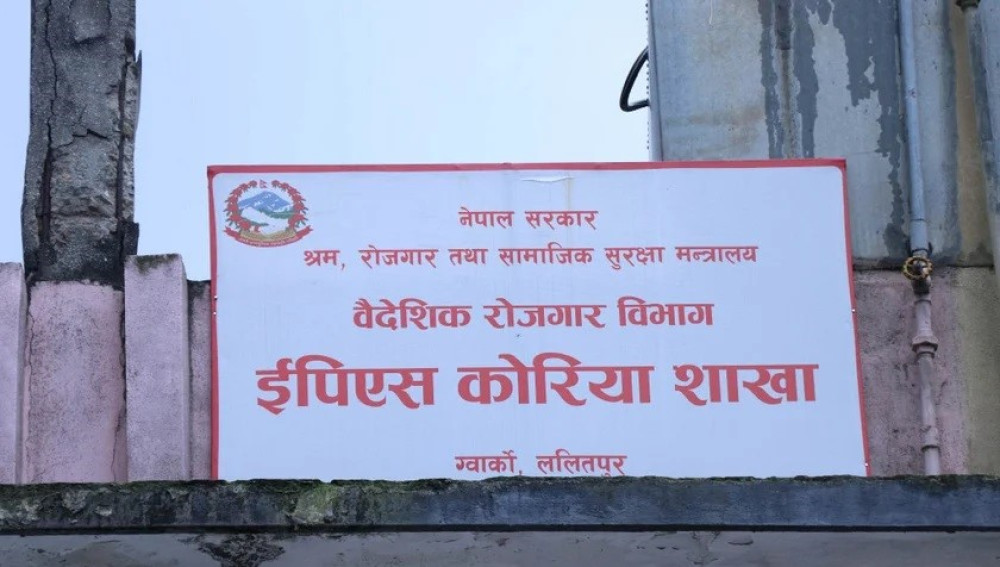 नेपाल सरकार
श्रम, रोजगार तथा सामाजिक सुरक्षा मन्त्रालय
वैदेशिक रोजगार विभाग
ईपिएस कोरिया शाखा
ग्वार्को, ललितपुर